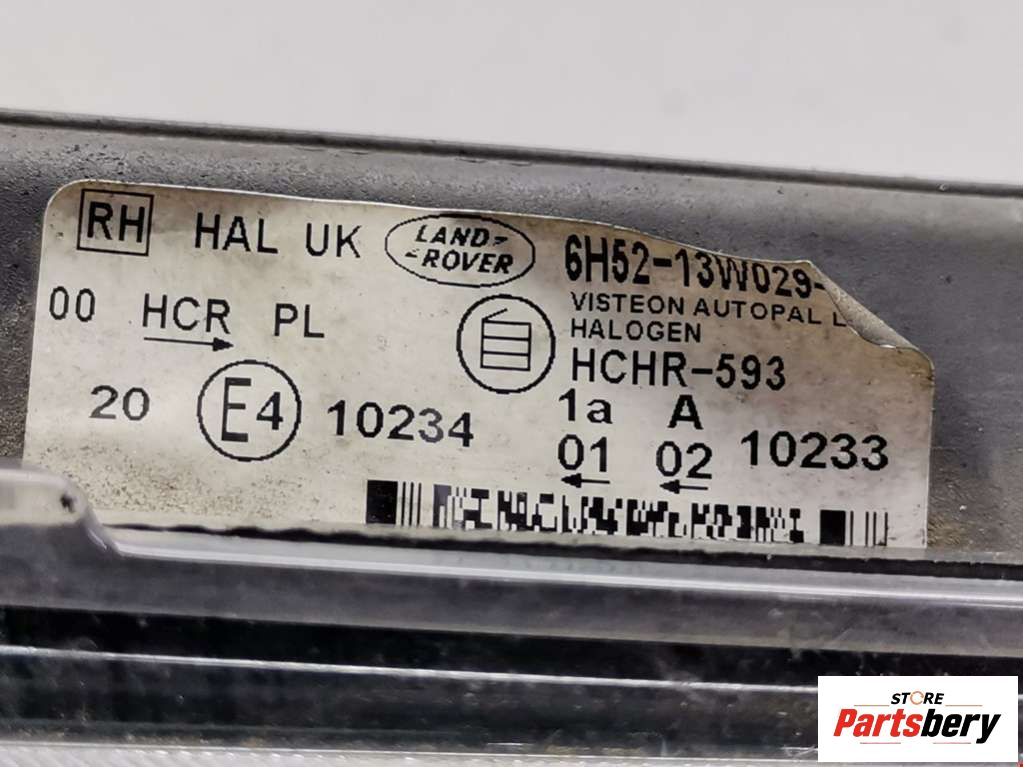 RH HAL UK LAND- -ROVER 6H52-13W029-
VISTEON AUTOPAL
00 HCR PL HALOGEN
HCHR-593
20 E4 10234 1a A 10233
01 02
STORE
Partsbery